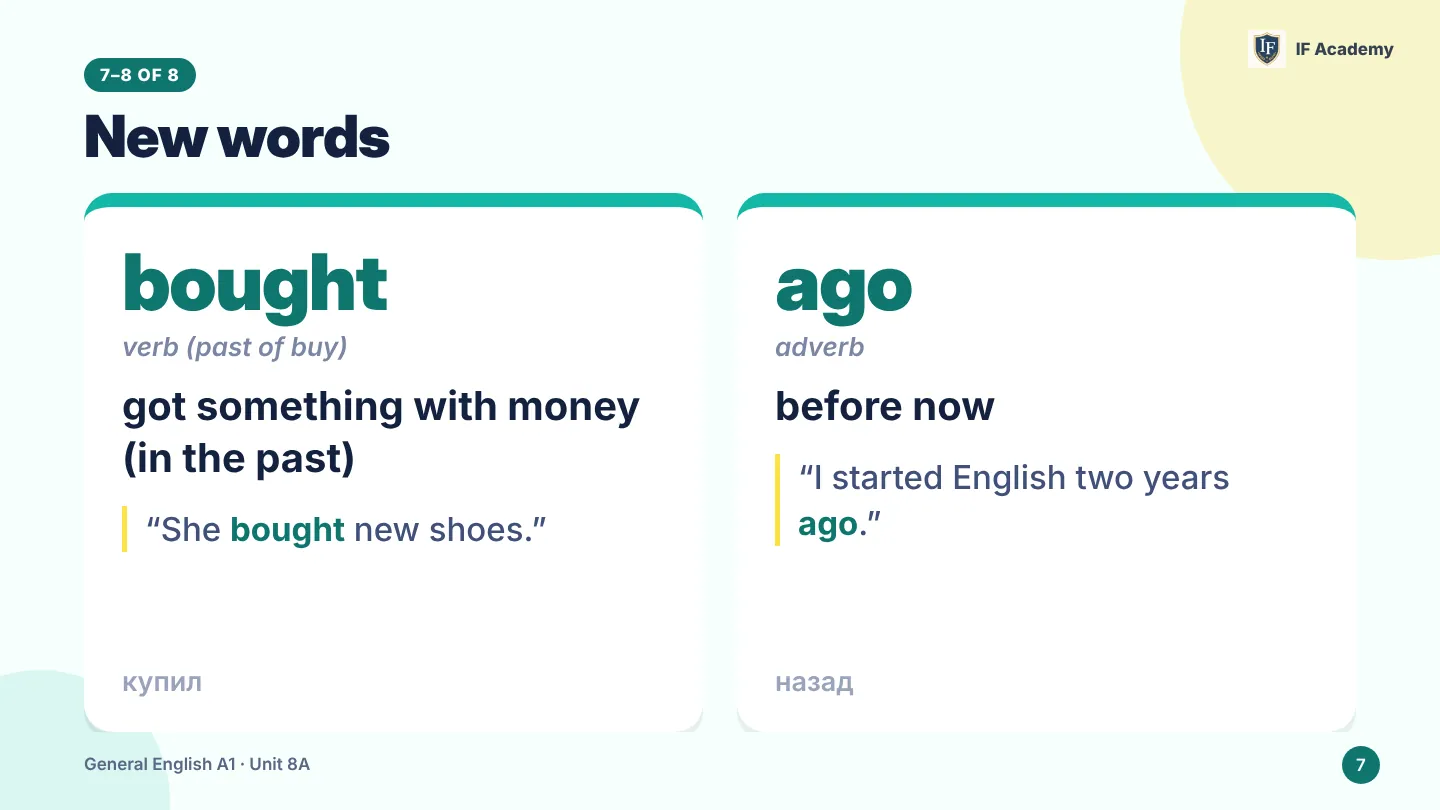 IF
IF Academy
7–8 OF 8
New words
bought
verb (past of buy)
got something with money
(in the past)
“She bought new shoes.”
купил
ago
adverb
before now
“I started English two years
ago.”
назад
General English A1 · Unit 8A
7